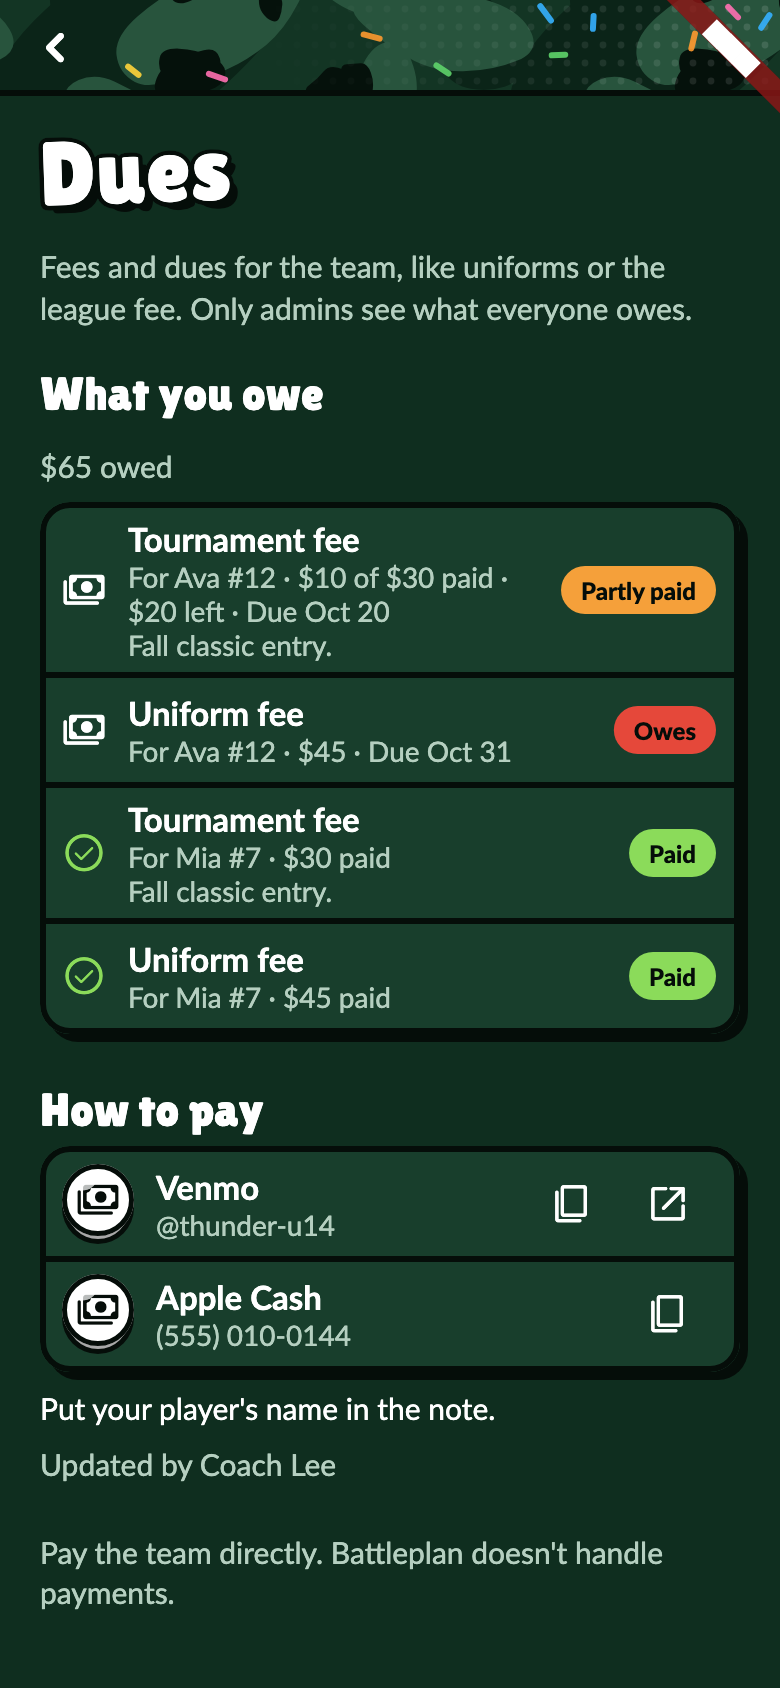 Dues
Fees and dues for the team, like uniforms or the
league fee. Only admins see what everyone owes.
What you owe
$65 owed
Tournament fee
For Ava #12 · $10 of $30 paid ·
$20 left · Due Oct 20
Fall classic entry.
Partly paid
Uniform fee
For Ava #12 · $45 · Due Oct 31
Owes
Tournament fee
For Mia #7 · $30 paid
Fall classic entry.
Paid
Uniform fee
For Mia #7 · $45 paid
Paid
How to pay
Venmo
@thunder-u14
Apple Cash
(555) 010-0144
Put your player's name in the note.
Updated by Coach Lee
Pay the team directly. Battleplan doesn't handle
payments.